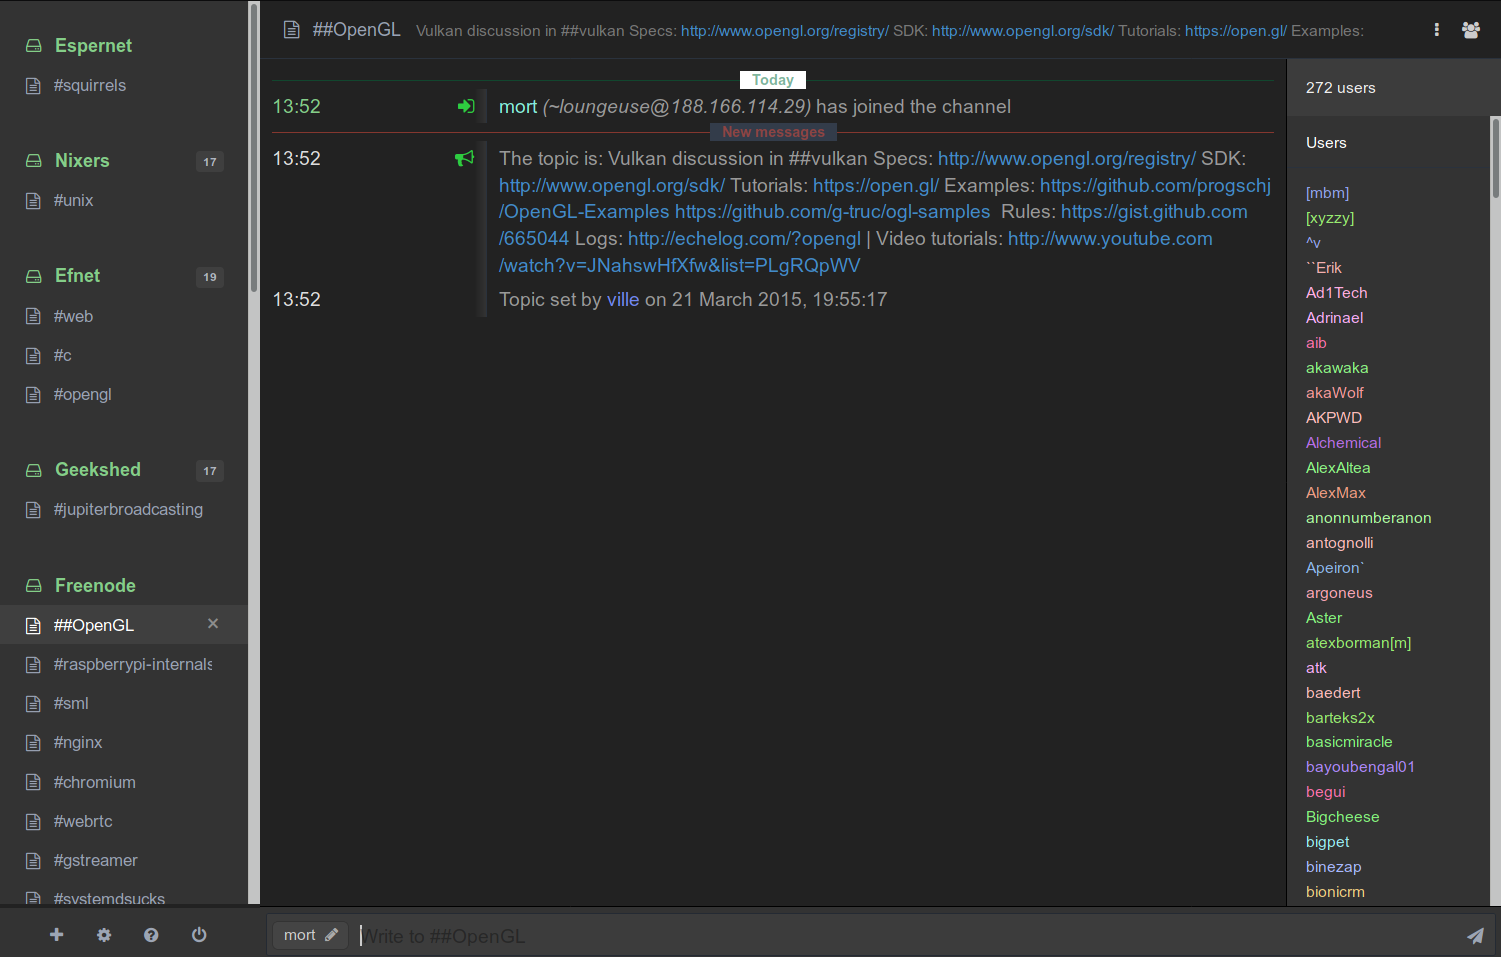 Espernet
#squirrels
Nixers 17
#unix
Efnet 19
#web
#c
#opengl
Geekshed 17
#jupiterbroadcasting
Freenode
##OpenGL ×
#raspberrypi-internals
#sml
#nginx
#chromium
#webrtc
#gstreamer
#systemdsucks
##OpenGL Vulkan discussion in ##vulkan Specs: http://www.opengl.org/registry/ SDK: http://www.opengl.org/sdk/ Tutorials: https://open.gl/ Examples:
Today
13:52 mort (~loungeuse@188.166.114.29) has joined the channel
New messages
13:52 The topic is: Vulkan discussion in ##vulkan Specs: http://www.opengl.org/registry/ SDK:
http://www.opengl.org/sdk/ Tutorials: https://open.gl/ Examples: https://github.com/progschj
/OpenGL-Examples https://github.com/g-truc/ogl-samples  Rules: https://gist.github.com
/665044 Logs: http://echelog.com/?opengl | Video tutorials: http://www.youtube.com
/watch?v=JNahswHfXfw&list=PLgRQpWV
13:52 Topic set by ville on 21 March 2015, 19:55:17
mort Write to ##OpenGL
272 users
Users
[mbm]
[xyzzy]
^v
``Erik
Ad1Tech
Adrinael
aib
akawaka
akaWolf
AKPWD
Alchemical
AlexAltea
AlexMax
anonnumberanon
antognolli
Apeiron`
argoneus
Aster
atexborman[m]
atk
baedert
barteks2x
basicmiracle
bayoubengal01
begui
Bigcheese
bigpet
binezap
bionicrm